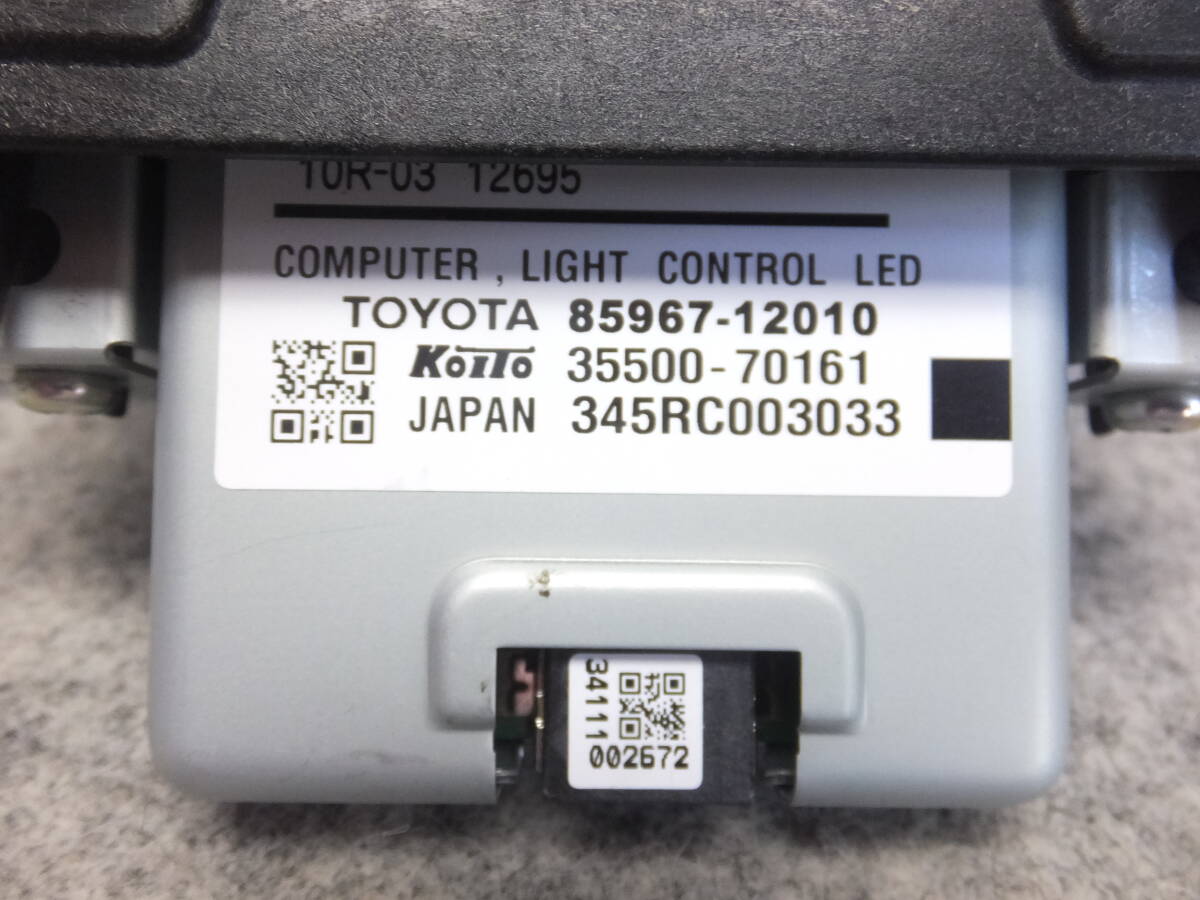 10R-03 12695
COMPUTER , LIGHT CONTROL LED
TOYOTA 85967-12010
KOITO 35500-70161
JAPAN 345RC003033
34111
002672